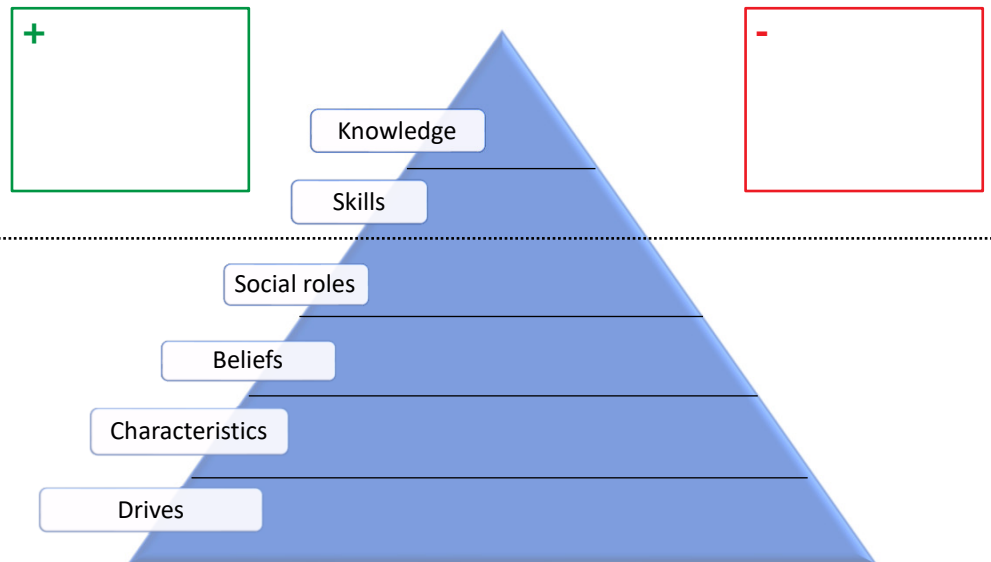 +
-
Knowledge
Skills
Social roles
Beliefs
Characteristics
Drives